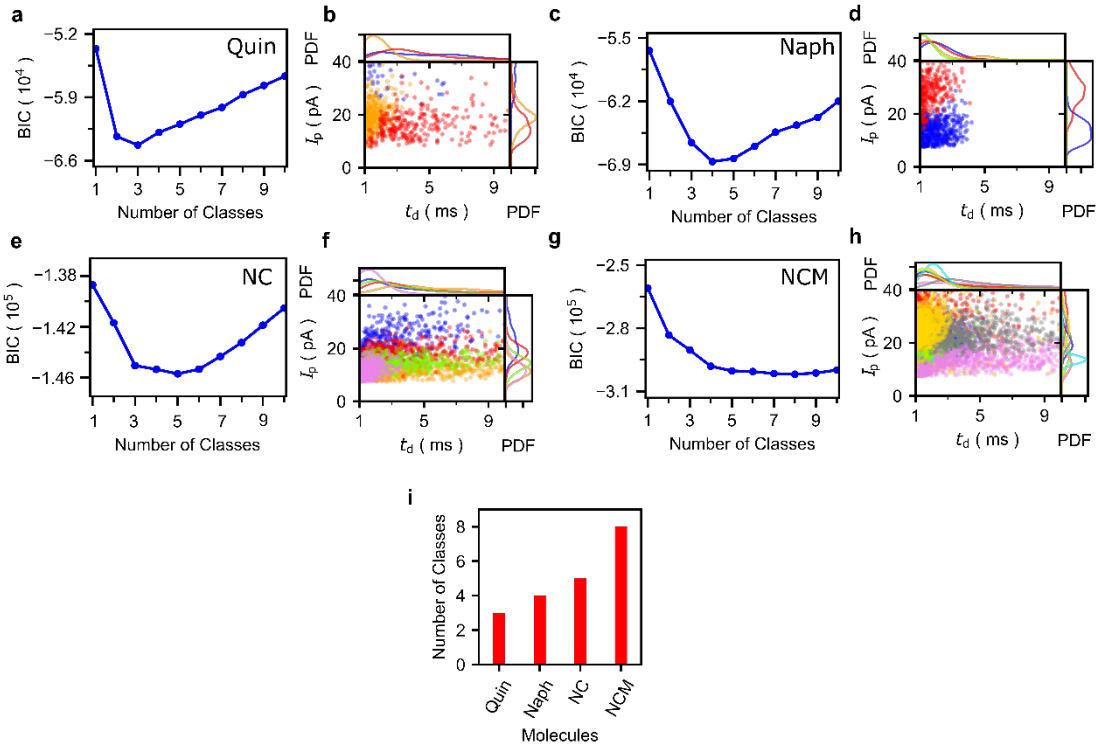 a
Quin
BIC ( 10⁴ )
−5.2
−5.9
−6.6
1 3 5 7 9
Number of Classes
b
PDF
Iₚ ( pA )
40
20
0
1 5 9
t_d ( ms )
PDF
c
Naph
BIC ( 10⁴ )
−5.5
−6.2
−6.9
1 3 5 7 9
Number of Classes
d
PDF
Iₚ ( pA )
40
20
0
1 5 9
t_d ( ms )
PDF
e
NC
BIC ( 10⁵ )
−1.38
−1.42
−1.46
1 3 5 7 9
Number of Classes
f
PDF
Iₚ ( pA )
40
20
0
1 5 9
t_d ( ms )
PDF
g
NCM
BIC ( 10⁵ )
−2.5
−2.8
−3.1
1 3 5 7 9
Number of Classes
h
PDF
Iₚ ( pA )
40
20
0
1 5 9
t_d ( ms )
PDF
i
Number of Classes
8
6
4
2
0
Quin Naph NC NCM
Molecules